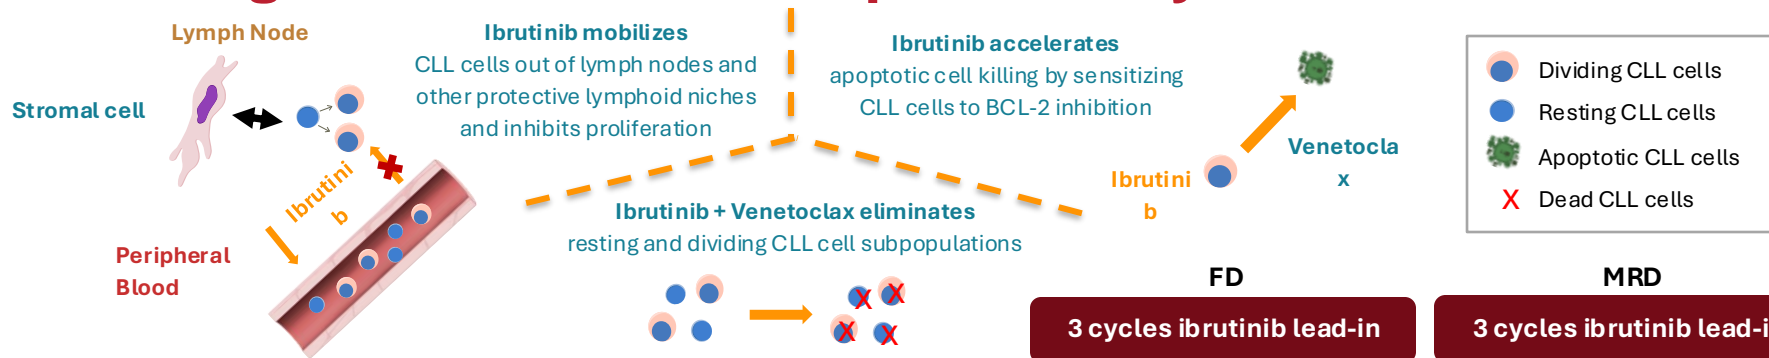 Lymph Node
Stromal cell
Ibrutinib mobilizes
CLL cells out of lymph nodes and
other protective lymphoid niches
and inhibits proliferation
Ibrutini
b
Peripheral
Blood
Ibrutinib accelerates
apoptotic cell killing by sensitizing
CLL cells to BCL-2 inhibition
Ibrutini
b
Venetocla
x
Ibrutinib + Venetoclax eliminates
resting and dividing CLL cell subpopulations
X X
X X
Dividing CLL cells
Resting CLL cells
Apoptotic CLL cells
X Dead CLL cells
FD
3 cycles ibrutinib lead-in
MRD
3 cycles ibrutinib lead-i